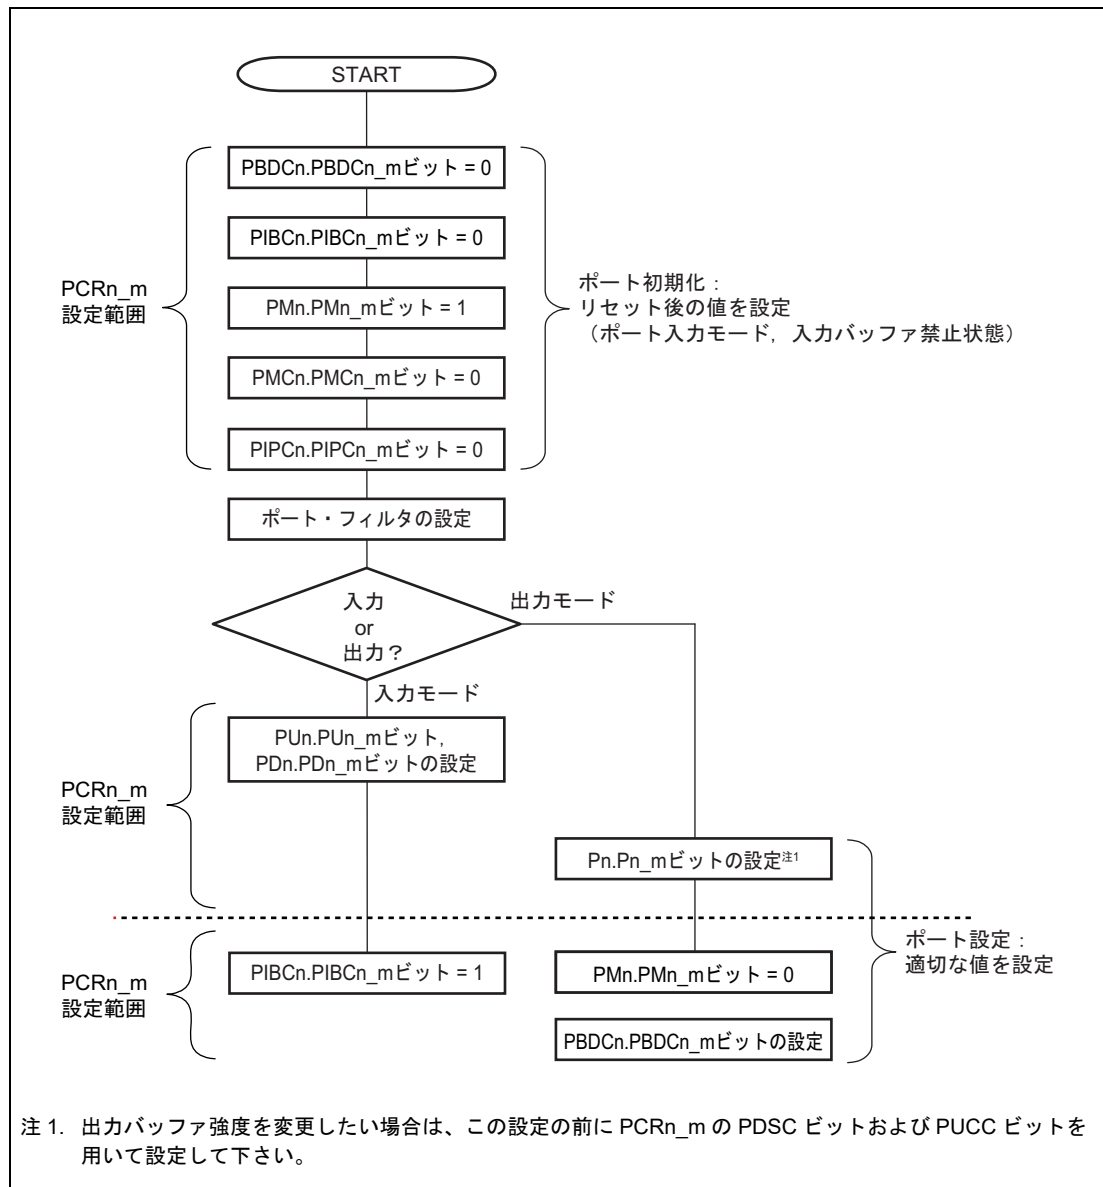 START
PBDCn.PBDCn_mビット = 0
PIBCn.PIBCn_mビット = 0
PCRn_m
設定範囲
PMn.PMn_mビット = 1
ポート初期化：
リセット後の値を設定
（ポート入力モード，入力バッファ禁止状態）
PMCn.PMCn_mビット = 0
PIPCn.PIPCn_mビット = 0
ポート・フィルタの設定
入力
or
出力？
出力モード
入力モード
PUn.PUn_mビット，
PDn.PDn_mビットの設定
PCRn_m
設定範囲
Pn.Pn_mビットの設定注1
PCRn_m
設定範囲
PIBCn.PIBCn_mビット = 1
PMn.PMn_mビット = 0
ポート設定：
適切な値を設定
PBDCn.PBDCn_mビットの設定
注 1. 出力バッファ強度を変更したい場合は、この設定の前に PCRn_m の PDSC ビットおよび PUCC ビットを
用いて設定して下さい。